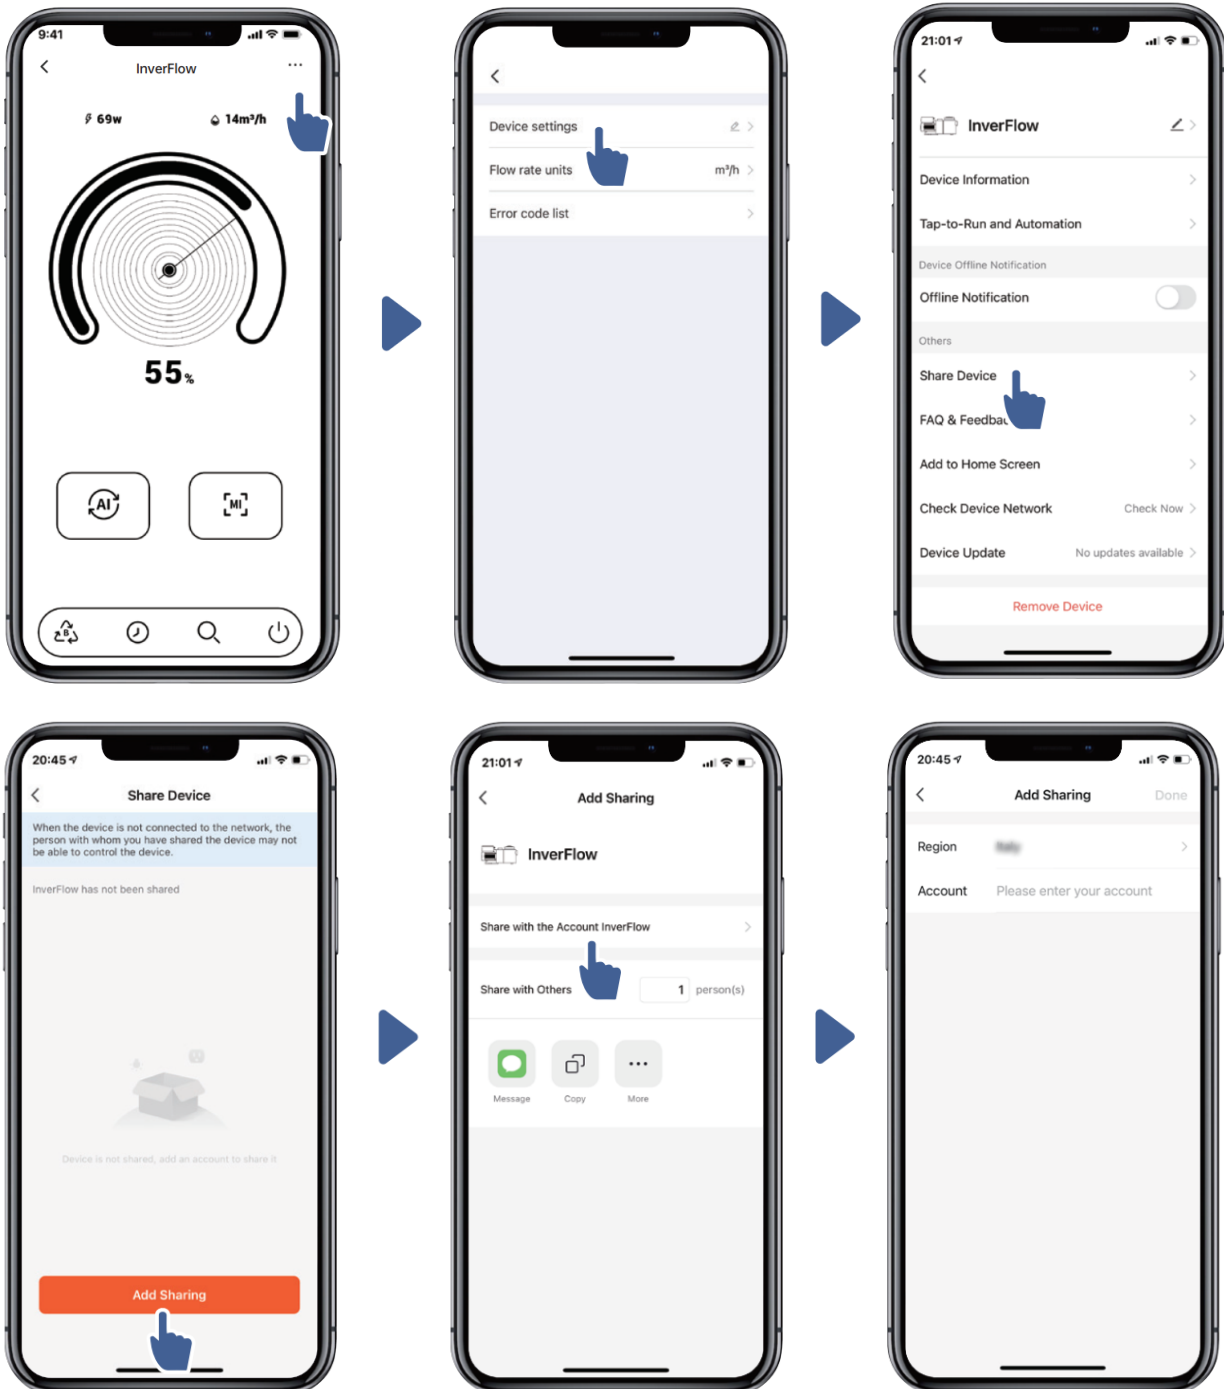 9:41
InverFlow
69w
14m³/h
55%
AI
MI
B
Device settings
Flow rate units m³/h
Error code list
21:01
InverFlow
Device Information
Tap-to-Run and Automation
Device Offline Notification
Offline Notification
Others
Share Device
FAQ & Feedbac
Add to Home Screen
Check Device Network Check Now
Device Update No updates available
Remove Device
20:45
Share Device
When the device is not connected to the network, the
person with whom you have shared the device may not
be able to control the device.
InverFlow has not been shared
Device is not shared, add an account to share it
Add Sharing
21:01
Add Sharing
InverFlow
Share with the Account InverFlow
Share with Others 1 person(s)
Message Copy More
20:45
Add Sharing Done
Region
Account Please enter your account